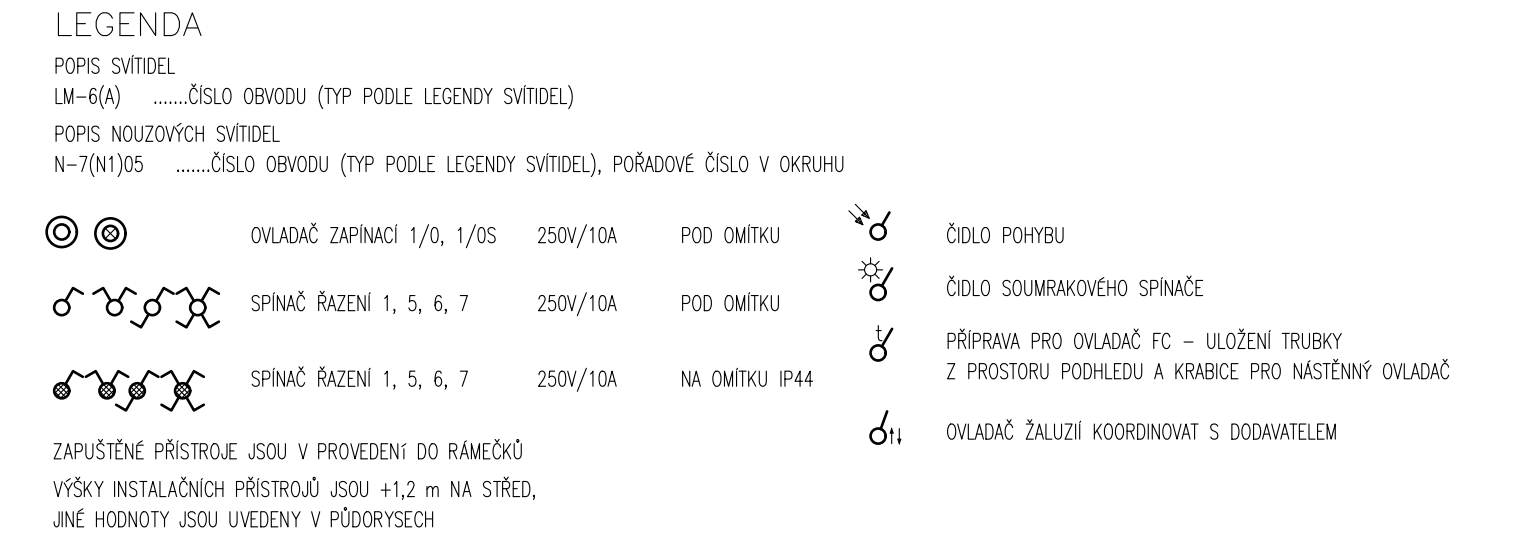 LEGENDA
POPIS SVÍTIDEL
LM-6(A) .......ČÍSLO OBVODU (TYP PODLE LEGENDY SVÍTIDEL)
POPIS NOUZOVÝCH SVÍTIDEL
N-7(N1)05 .......ČÍSLO OBVODU (TYP PODLE LEGENDY SVÍTIDEL), POŘADOVÉ ČÍSLO V OKRUHU
OVLADAČ ZAPÍNACÍ 1/0, 1/0S 250V/10A POD OMÍTKU
SPÍNAČ ŘAZENÍ 1, 5, 6, 7 250V/10A POD OMÍTKU
SPÍNAČ ŘAZENÍ 1, 5, 6, 7 250V/10A NA OMÍTKU IP44
ZAPUŠTĚNÉ PŘÍSTROJE JSOU V PROVEDENí DO RÁMEČKŮ
VÝŠKY INSTALAČNÍCH PŘÍSTROJŮ JSOU +1,2 m NA STŘED,
JINÉ HODNOTY JSOU UVEDENY V PŮDORYSECH
ČIDLO POHYBU
ČIDLO SOUMRAKOVÉHO SPÍNAČE
t
PŘÍPRAVA PRO OVLADAČ FC - ULOŽENÍ TRUBKY
Z PROSTORU PODHLEDU A KRABICE PRO NÁSTĚNNÝ OVLADAČ
OVLADAČ ŽALUZIÍ KOORDINOVAT S DODAVATELEM